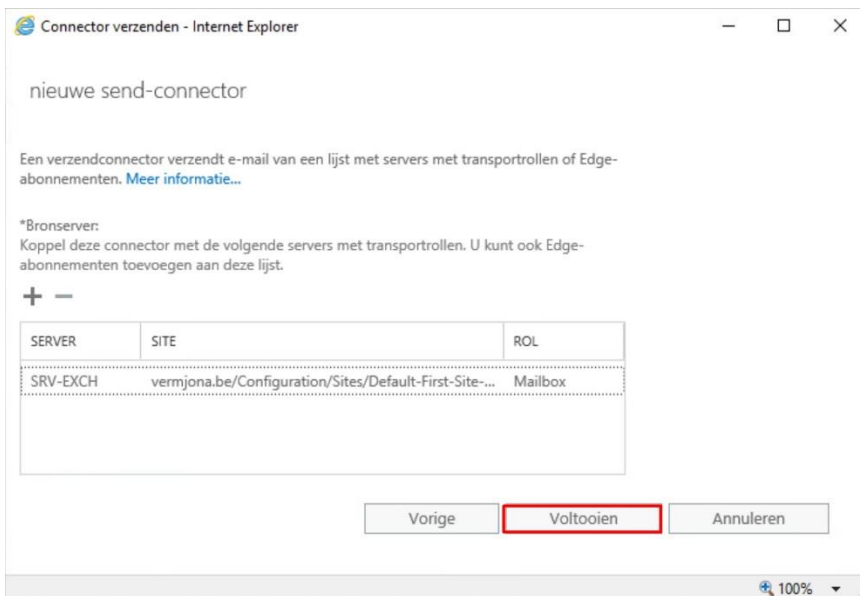 Connector verzenden - Internet Explorer
nieuwe send-connector
Een verzendconnector verzendt e-mail van een lijst met servers met transportrollen of Edge-
abonnementen. Meer informatie...
*Bronserver:
Koppel deze connector met de volgende servers met transportrollen. U kunt ook Edge-
abonnementen toevoegen aan deze lijst.
SERVER SITE ROL
SRV-EXCH vermjona.be/Configuration/Sites/Default-First-Site-... Mailbox
Vorige Voltooien Annuleren
100%